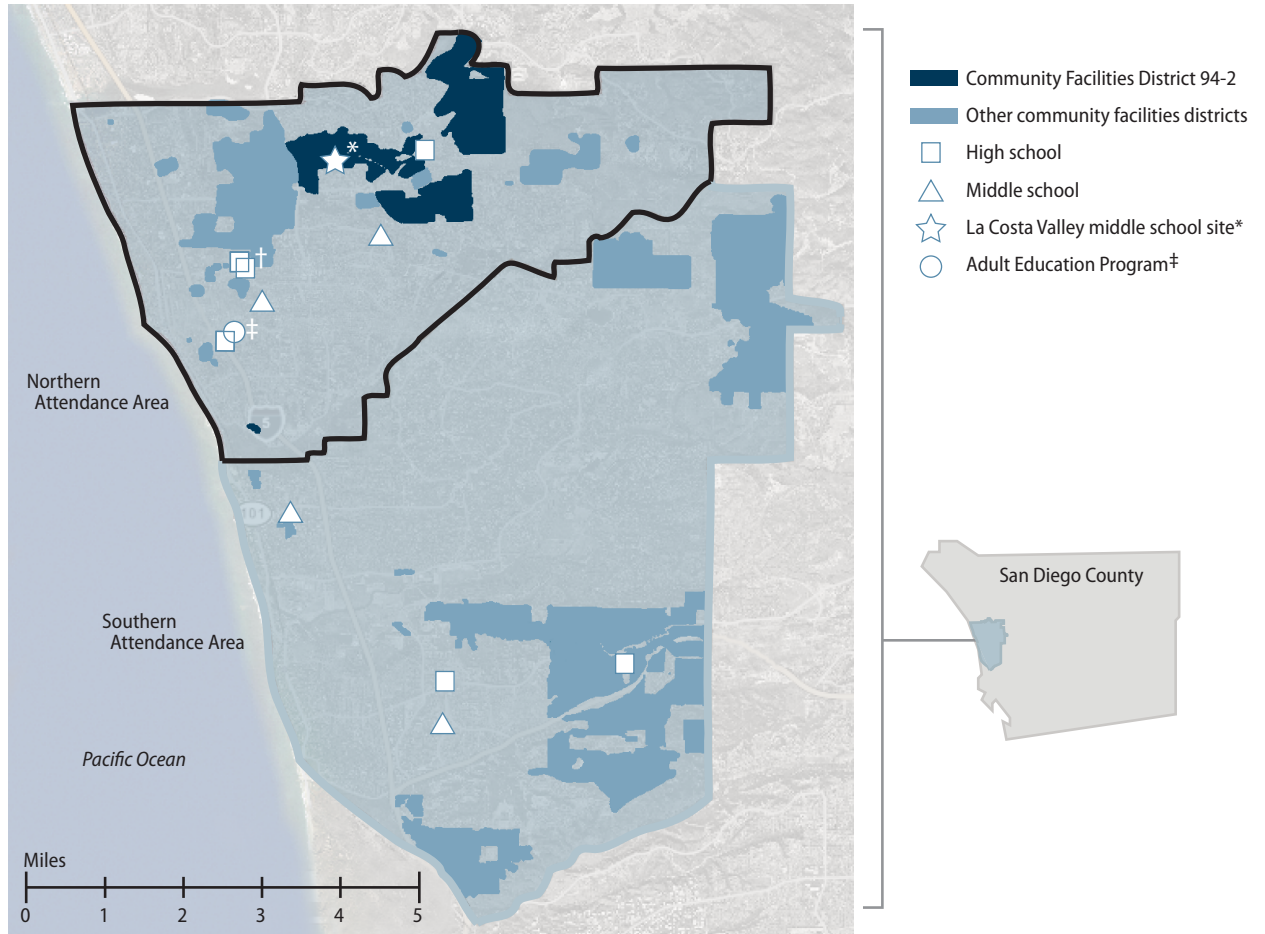 Community Facilities District 94-2
Other community facilities districts
High school
Middle school
La Costa Valley middle school site*
Adult Education Program‡
*
†
‡
Northern
Attendance Area
5
101
Southern
Attendance Area
Pacific Ocean
San Diego County
Miles
0 1 2 3 4 5